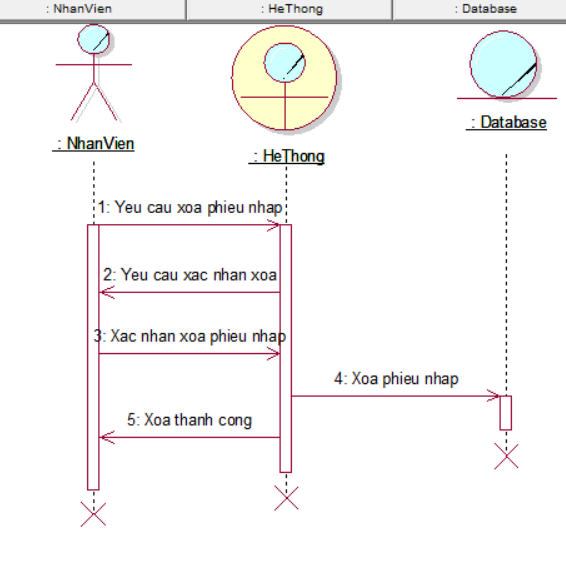 : NhanVien
: HeThong
: Database
: NhanVien
: HeThong
: Database
1: Yeu cau xoa phieu nhap
2: Yeu cau xac nhan xoa
3: Xac nhan xoa phieu nhap
4: Xoa phieu nhap
5: Xoa thanh cong